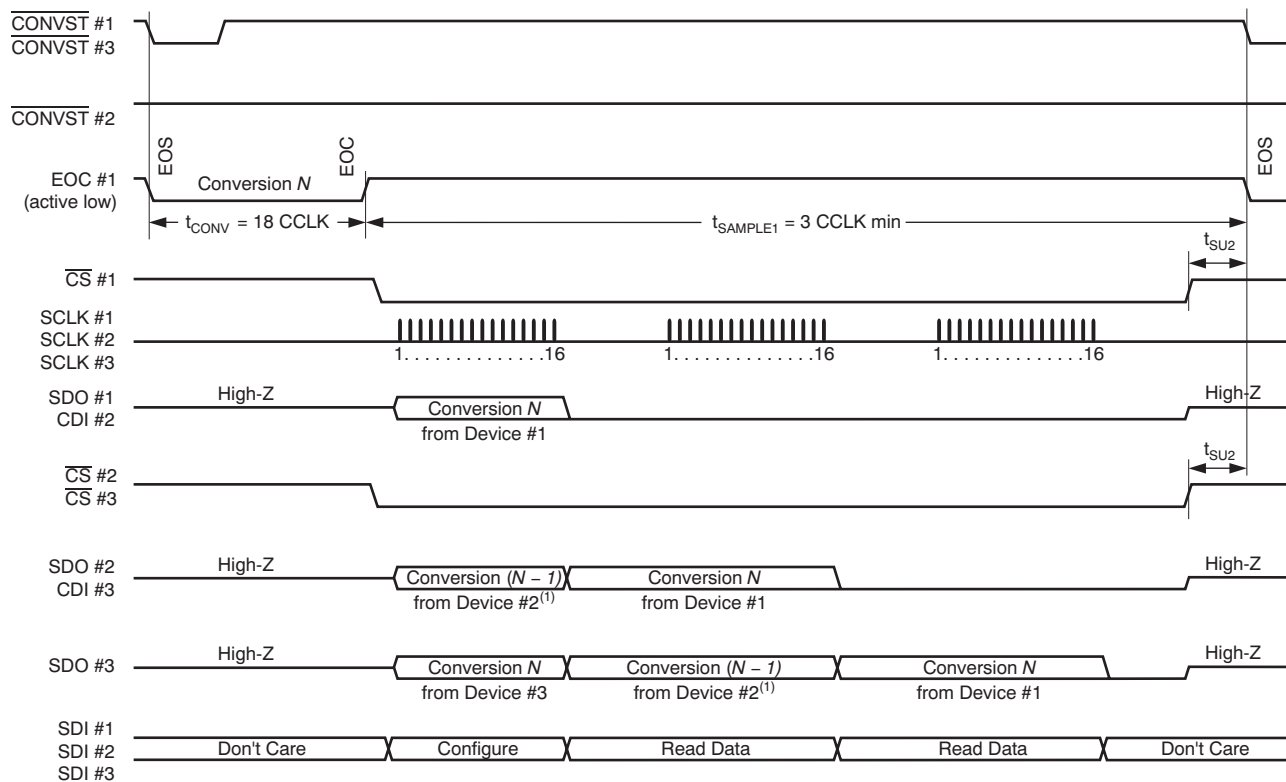 CONVST #1
CONVST #3
CONVST #2
EOS
EOC
EOS
EOC #1
(active low)
Conversion N
tCONV = 18 CCLK
tSAMPLE1 = 3 CCLK min
tSU2
CS #1
SCLK #1
SCLK #2
SCLK #3
1. . . . . . . . . . . . . . .16
1. . . . . . . . . . . . . . .16
1. . . . . . . . . . . . . . .16
SDO #1
CDI #2
High-Z
Conversion N
from Device #1
High-Z
tSU2
CS #2
CS #3
SDO #2
CDI #3
High-Z
Conversion (N − 1)
from Device #2(1)
Conversion N
from Device #1
High-Z
SDO #3
High-Z
Conversion N
from Device #3
Conversion (N − 1)
from Device #2(1)
Conversion N
from Device #1
High-Z
SDI #1
SDI #2
SDI #3
Don't Care
Configure
Read Data
Read Data
Don't Care